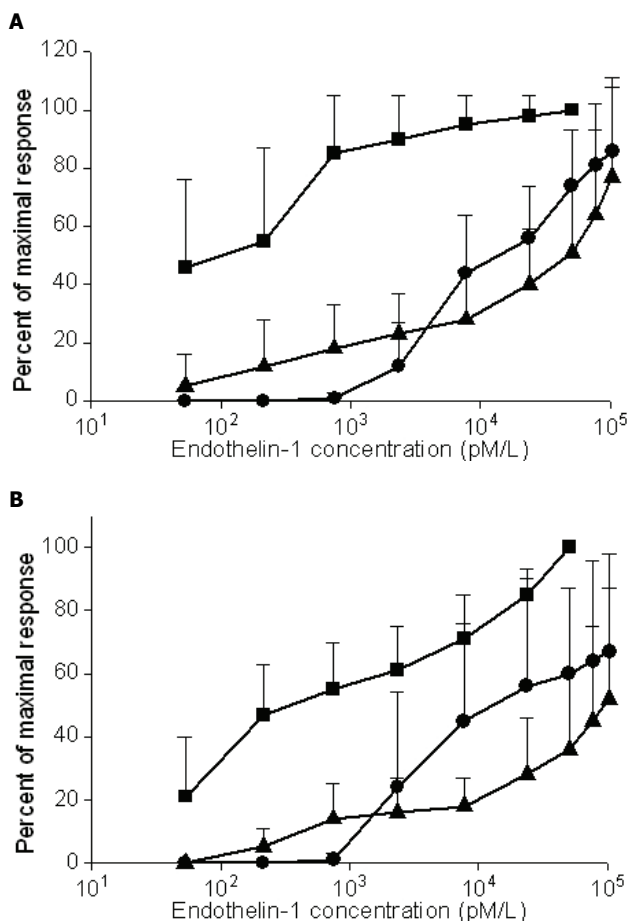 A
Percent of maximal response
120
100
80
60
40
20
0
10¹ 10² 10³ 10⁴ 10⁵
Endothelin-1 concentration (pM/L)
B
Percent of maximal response
100
80
60
40
20
0
10¹ 10² 10³ 10⁴ 10⁵
Endothelin-1 concentration (pM/L)